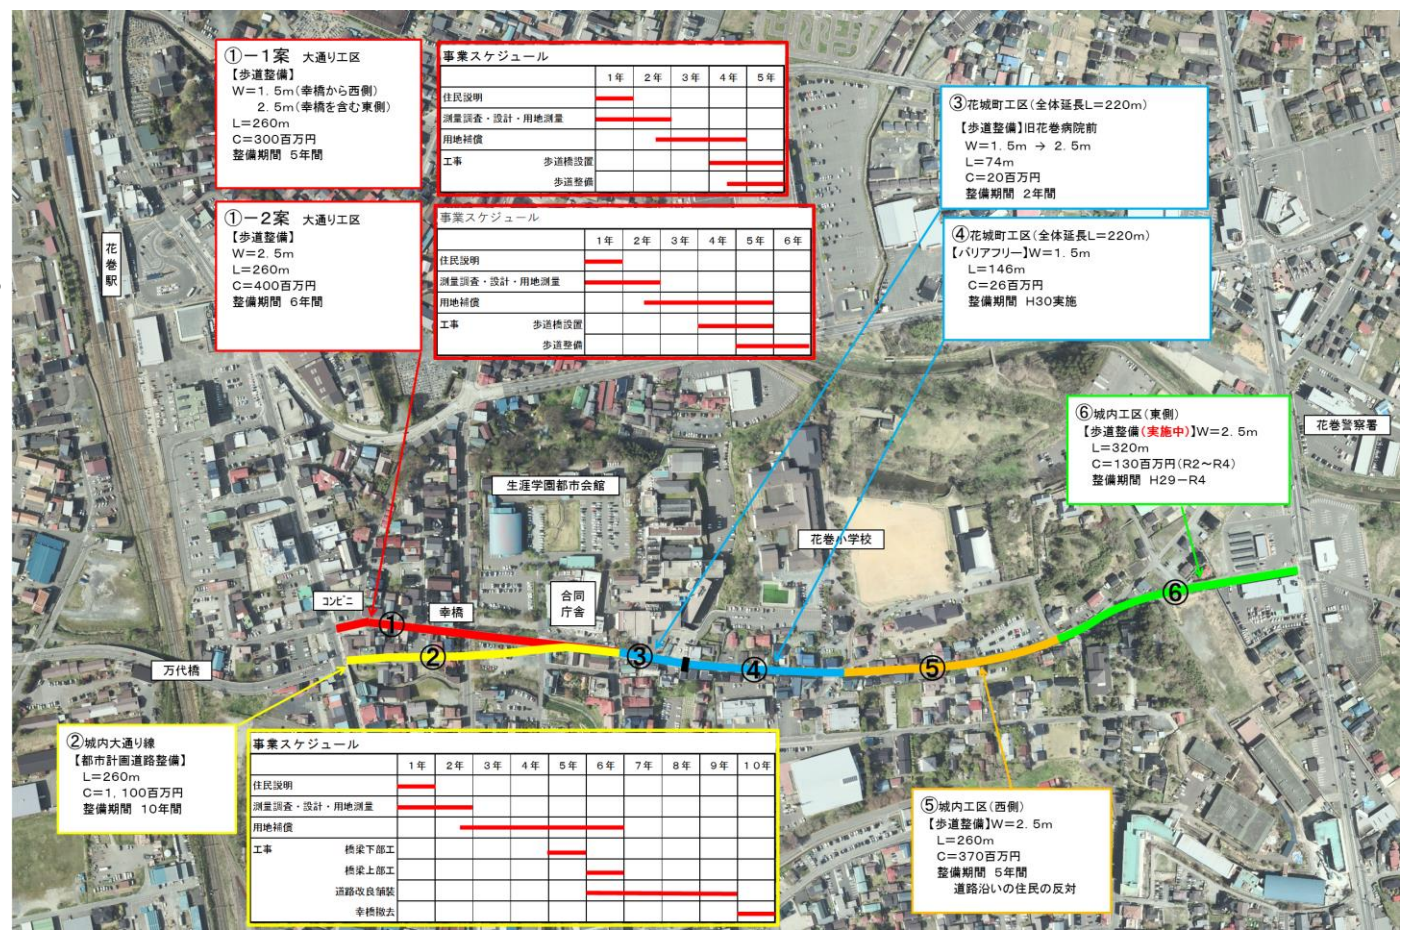 ①－１案　大通り工区
【歩道整備】
Ｗ＝１．５ｍ（幸橋から西側）
２．５ｍ（幸橋を含む東側）
Ｌ＝260ｍ
Ｃ＝300百万円
整備期間　５年間
事業スケジュール
１年　２年　３年　４年　５年
住民説明
測量調査・設計・用地測量
用地補償
工事　歩道橋設置
歩道整備
①－２案　大通り工区
【歩道整備】
Ｗ＝２．５ｍ
Ｌ＝260ｍ
Ｃ＝400百万円
整備期間　６年間
事業スケジュール
１年　２年　３年　４年　５年　６年
住民説明
測量調査・設計・用地測量
用地補償
工事　歩道橋設置
歩道整備
③花城町工区（全体延長Ｌ＝220ｍ）
【歩道整備】旧花巻病院前
Ｗ＝１．５ｍ　→　２．５ｍ
Ｌ＝74ｍ
Ｃ＝20百万円
整備期間　２年間
④花城町工区（全体延長Ｌ＝220ｍ）
【バリアフリー】Ｗ＝１．５ｍ
Ｌ＝146ｍ
Ｃ＝26百万円
整備期間　H30実施
⑥城内工区（東側）
【歩道整備（実施中）】Ｗ＝２．５ｍ
Ｌ＝320ｍ
Ｃ＝130百万円（R2～R4）
整備期間　H29－R4
花巻駅
花巻警察署
生涯学園都市会館
花巻小学校
コンビニ
幸橋
合同
庁舎
万代橋
①
②
③
④
⑤
⑥
②城内大通り線
【都市計画道路整備】
Ｌ＝260ｍ
Ｃ＝１，１００百万円
整備期間　10年間
事業スケジュール
１年　２年　３年　４年　５年　６年　７年　８年　９年　１０年
住民説明
測量調査・設計・用地測量
用地補償
工事　橋梁下部工
橋梁上部工
道路改良舗装
幸橋撤去
⑤城内工区（西側）
【歩道整備】Ｗ＝２．５ｍ
Ｌ＝260ｍ
Ｃ＝370百万円
整備期間　５年間
道路沿いの住民の反対